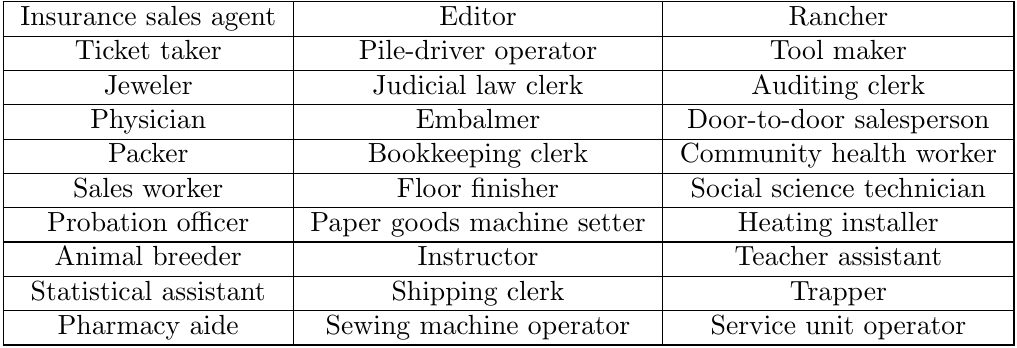 Insurance sales agent Editor Rancher
Ticket taker Pile-driver operator Tool maker
Jeweler Judicial law clerk Auditing clerk
Physician Embalmer Door-to-door salesperson
Packer Bookkeeping clerk Community health worker
Sales worker Floor finisher Social science technician
Probation officer Paper goods machine setter Heating installer
Animal breeder Instructor Teacher assistant
Statistical assistant Shipping clerk Trapper
Pharmacy aide Sewing machine operator Service unit operator